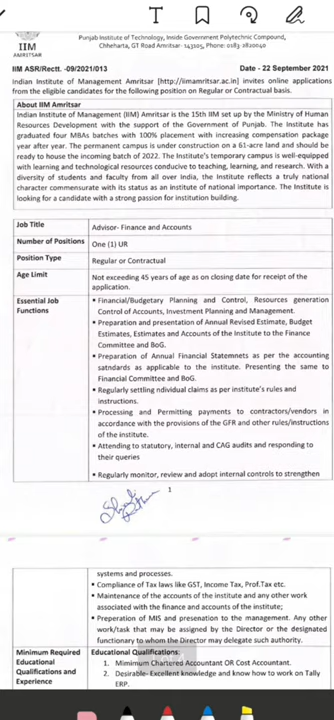 IIM
AMRITSAR
Punjab Institute of Technology, Inside Government Polytechnic Compound,
Chheharta, GT Road Amritsar- 143105, Phone: 0183-2820040
IIM ASR/Rectt. -09/2021/013
Date - 22 September 2021
Indian Institute of Management Amritsar [http://iimamritsar.ac.in] invites online applications
from the eligible candidates for the following position on Regular or Contractual basis.
About IIM Amritsar
Indian Institute of Management (IIM) Amritsar is the 15th IIM set up by the Ministry of Human
Resources Development with the support of the Government of Punjab. The Institute has
graduated four MBAs batches with 100% placement with increasing compensation package
year after year. The permanent campus is under construction on a 61-acre land and should be
ready to house the incoming batch of 2022. The Institute's temporary campus is well-equipped
with learning and technological resources conducive to teaching, learning, and research. With a
diversity of students and faculty from all over India, the Institute reflects a truly national
character commensurate with its status as an institute of national importance. The Institute is
looking for a candidate with a strong passion for institution building.
Job Title
Advisor- Finance and Accounts
Number of Positions
One (1) UR
Position Type
Regular or Contractual
Age Limit
Not exceeding 45 years of age as on closing date for receipt of the
application.
Essential Job
Functions
• Financial/Budgetary Planning and Control, Resources generation
Control of Accounts, Investment Planning and Management.
• Preparation and presentation of Annual Revised Estimate, Budget
Estimates, Estimates and Accounts of the Institute to the Finance
Committee and BoG.
• Preparation of Annual Financial Statemnets as per the accounting
satndards as applicable to the institute. Presenting the same to
Financial Committee and BoG.
• Regularly settling ndividual claims as per institute's rules and
instructions.
• Processing and Permitting payments to contractors/vendors in
accordance with the provisions of the GFR and other rules/instructions
of the institute.
• Attending to statutory, internal and CAG audits and responding to
their queries
• Regularly monitor, review and adopt internal controls to strengthen
1
systems and processes.
• Compliance of Tax laws like GST, Income Tax, Prof.Tax etc.
• Maintenance of the accounts of the institute and any other work
associated with the finance and accounts of the institute;
• Preperation of MIS and presenation to the management. Any other
work/task that may be assigned by the Director or the designated
functionary to whom the Director may delegate such authority.
Minimum Required
Educational
Qualifications and
Experience
Educational Qualifications:
1. Mimimum Chartered Accountant OR Cost Accountant.
2. Desirable- Excellent knowledge and know how to work on Tally
ERP.